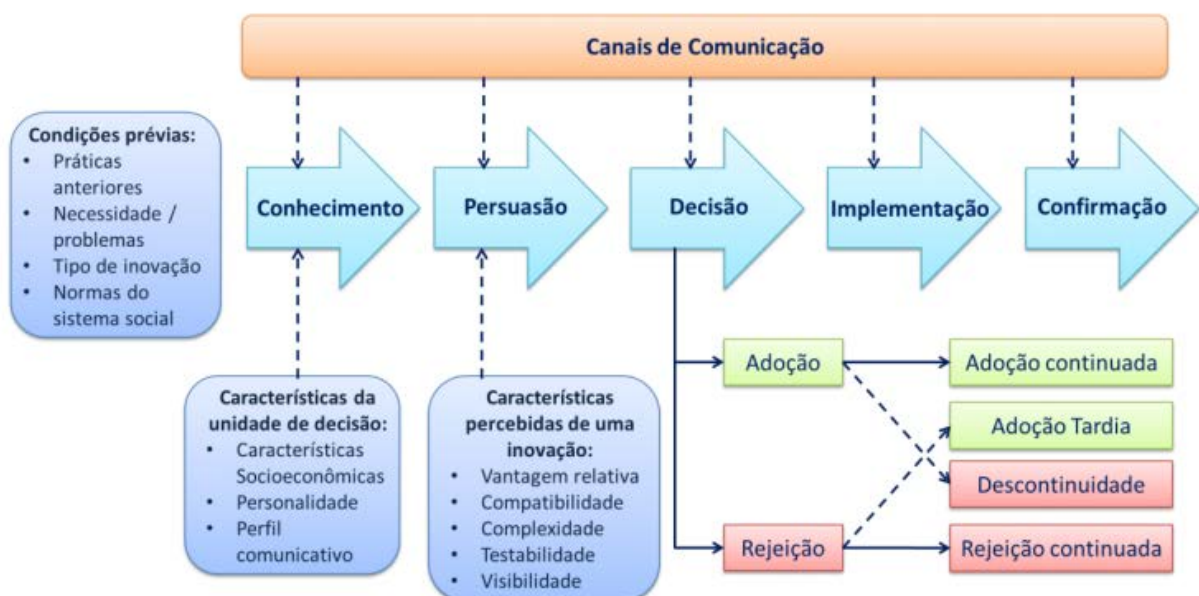 Canais de Comunicação
Condições prévias:
• Práticas
anteriores
• Necessidade /
problemas
• Tipo de inovação
• Normas do
sistema social
Conhecimento
Persuasão
Decisão
Implementação
Confirmação
Características da
unidade de decisão:
• Características
Socioeconômicas
• Personalidade
• Perfil
comunicativo
Características
percebidas de uma
inovação:
• Vantagem relativa
• Compatibilidade
• Complexidade
• Testabilidade
• Visibilidade
Adoção
Adoção continuada
Adoção Tardia
Descontinuidade
Rejeição
Rejeição continuada